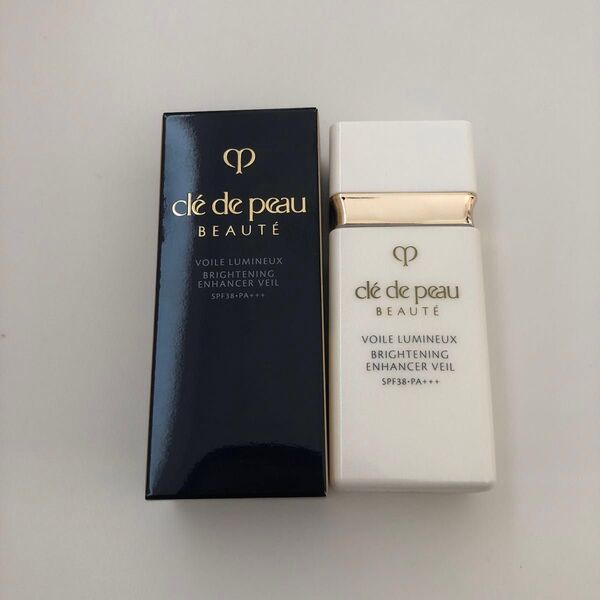 clé de peau
BEAUTÉ
VOILE LUMINEUX
BRIGHTENING
ENHANCER VEIL
SPF38•PA+++
clé de peau
BEAUTÉ
VOILE LUMINEUX
BRIGHTENING
ENHANCER VEIL
SPF38•PA+++